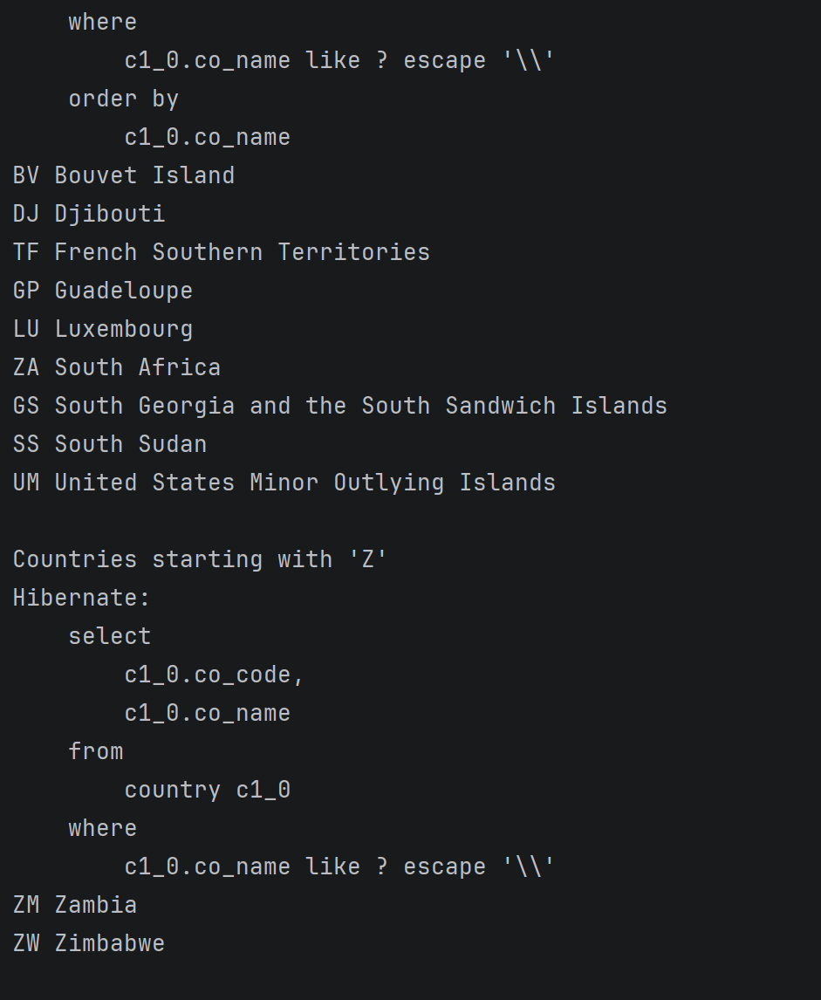 where
c1_0.co_name like ? escape '\\'
order by
c1_0.co_name
BV Bouvet Island
DJ Djibouti
TF French Southern Territories
GP Guadeloupe
LU Luxembourg
ZA South Africa
GS South Georgia and the South Sandwich Islands
SS South Sudan
UM United States Minor Outlying Islands
Countries starting with 'Z'
Hibernate:
select
c1_0.co_code,
c1_0.co_name
from
country c1_0
where
c1_0.co_name like ? escape '\\'
ZM Zambia
ZW Zimbabwe